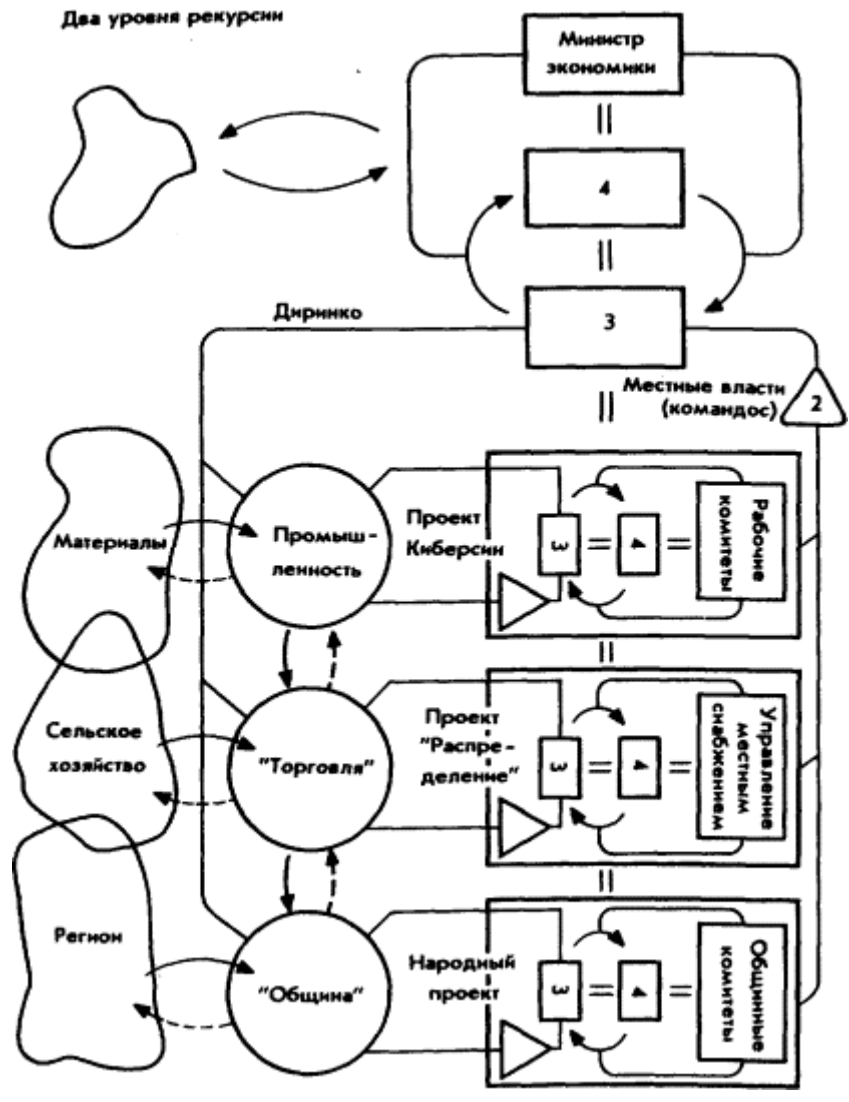 Два уровня рекурсии
Министр
экономики
4
3
Диринко
Местные власти
(командос)
2
Материалы
Промыш-
ленность
Проект
Киберсин
3
4
Рабочие
комитеты
Сельское
хозяйство
"Торговля"
Проект
"Распре-
деление"
3
4
Управление
местным
снабжением
Регион
"Община"
Народный
проект
3
4
Общинные
комитеты